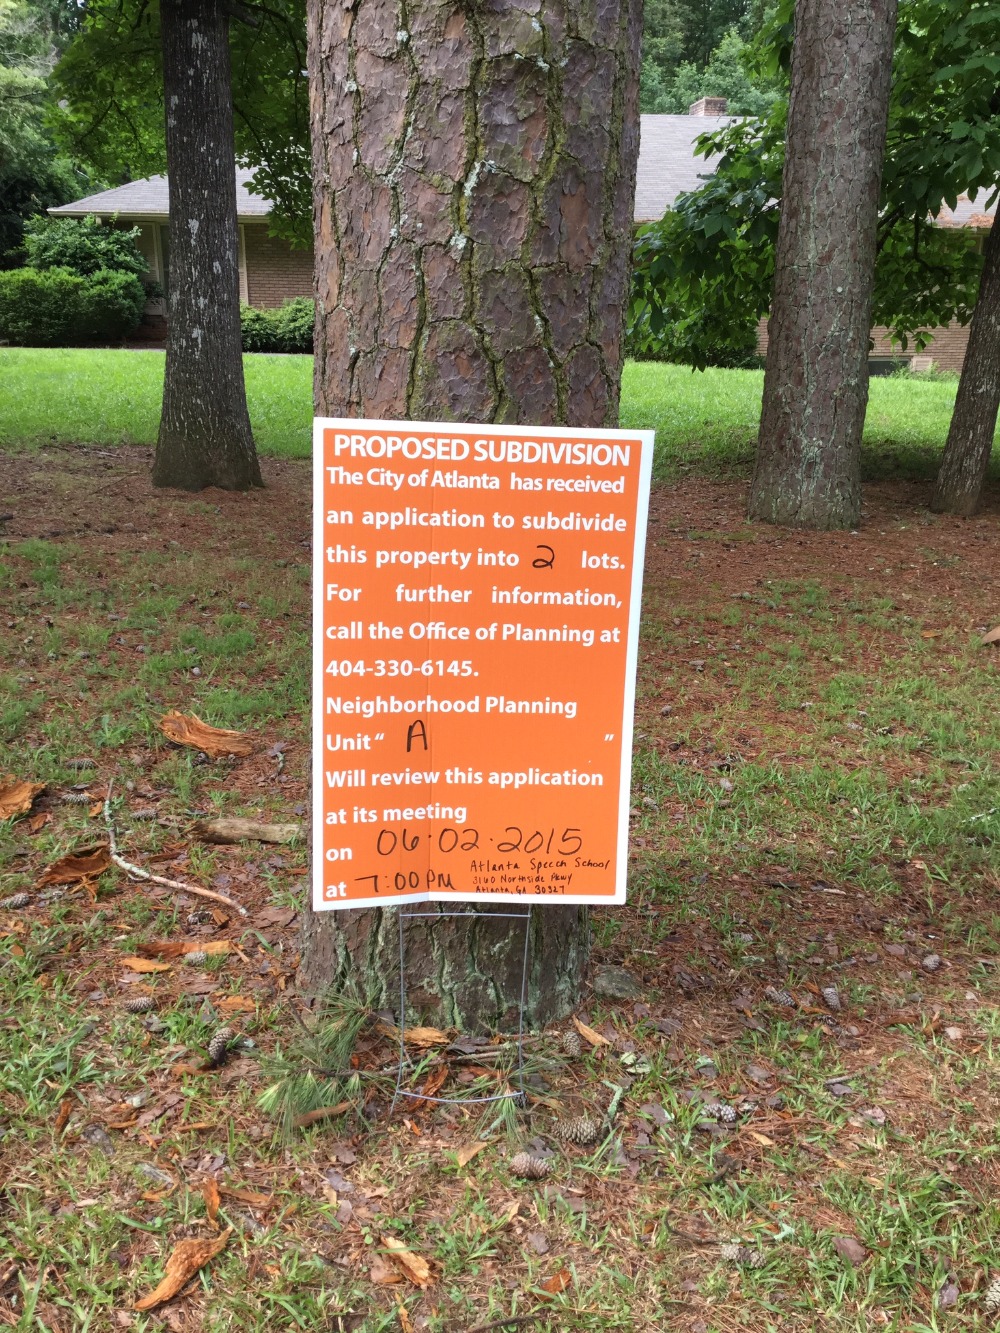 PROPOSED SUBDIVISION
The City of Atlanta has received
an application to subdivide
this property into 2 lots.
For further information,
call the Office of Planning at
404-330-6145.
Neighborhood Planning
Unit “ A ”
Will review this application
at its meeting
on 06·02·2015
at 7:00 PM Atlanta Speech School
3160 Northside Pkwy
Atlanta, GA 30327